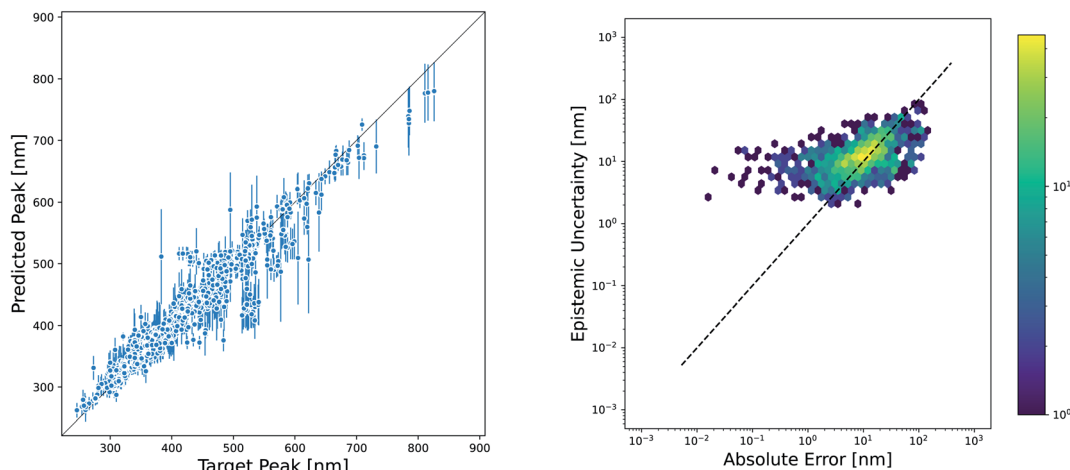 900
800
700
600
500
400
300
Predicted Peak [nm]
300 400 500 600 700 800 900
Target Peak [nm]
10³
10²
10¹
10⁰
10⁻¹
10⁻²
10⁻³
Epistemic Uncertainty [nm]
10⁻³ 10⁻² 10⁻¹ 10⁰ 10¹ 10² 10³
Absolute Error [nm]
10¹
10⁰